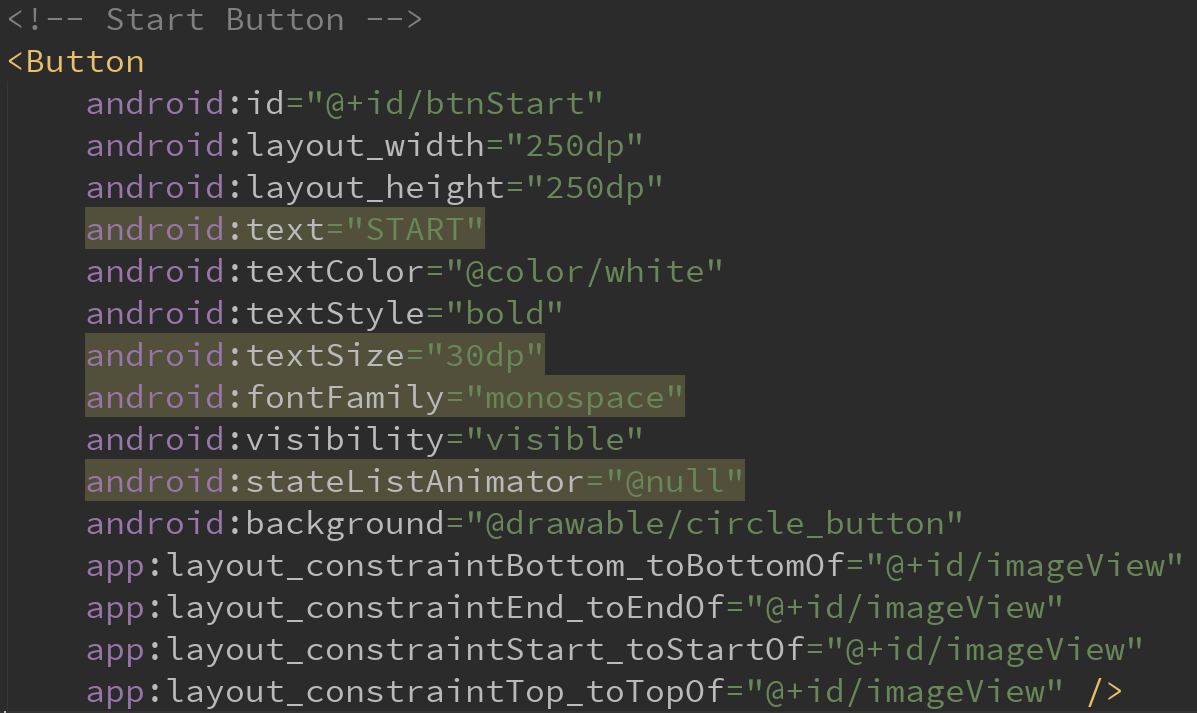 <!-- Start Button -->
<Button
    android:id="@+id/btnStart"
    android:layout_width="250dp"
    android:layout_height="250dp"
    android:text="START"
    android:textColor="@color/white"
    android:textStyle="bold"
    android:textSize="30dp"
    android:fontFamily="monospace"
    android:visibility="visible"
    android:stateListAnimator="@null"
    android:background="@drawable/circle_button"
    app:layout_constraintBottom_toBottomOf="@+id/imageView"
    app:layout_constraintEnd_toEndOf="@+id/imageView"
    app:layout_constraintStart_toStartOf="@+id/imageView"
    app:layout_constraintTop_toTopOf="@+id/imageView" />